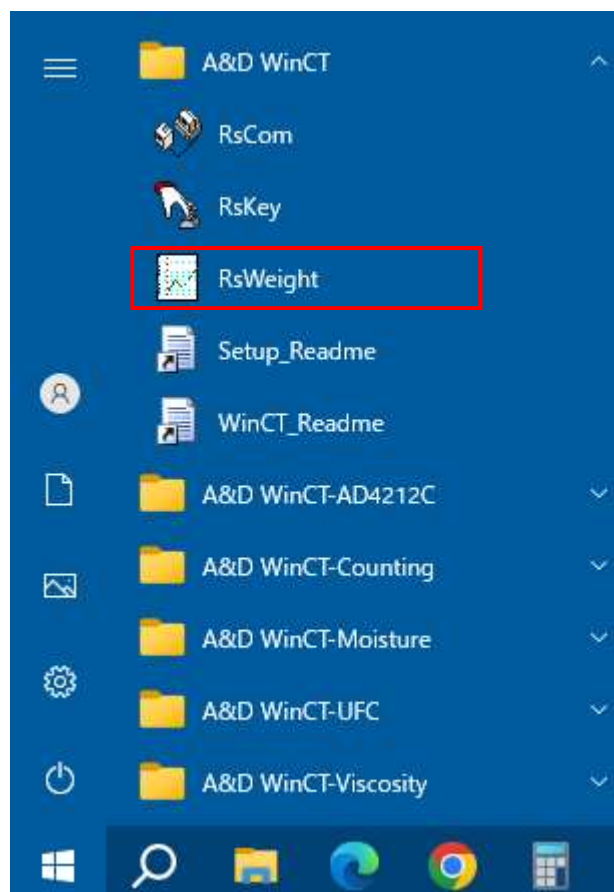 A&D WinCT
RsCom
RsKey
RsWeight
Setup_Readme
WinCT_Readme
A&D WinCT-AD4212C
A&D WinCT-Counting
A&D WinCT-Moisture
A&D WinCT-UFC
A&D WinCT-Viscosity